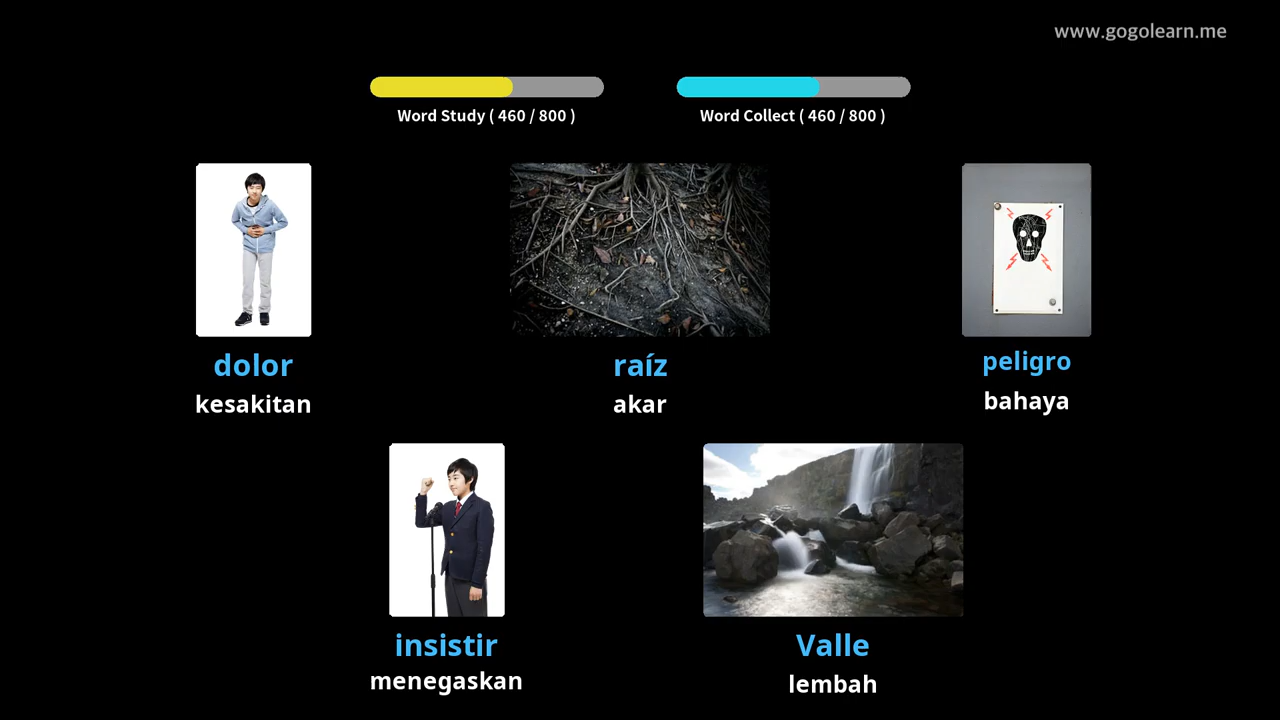 www.gogolearn.me
Word Study ( 460 / 800 )
Word Collect ( 460 / 800 )
dolor
kesakitan
raíz
akar
peligro
bahaya
insistir
menegaskan
Valle
lembah